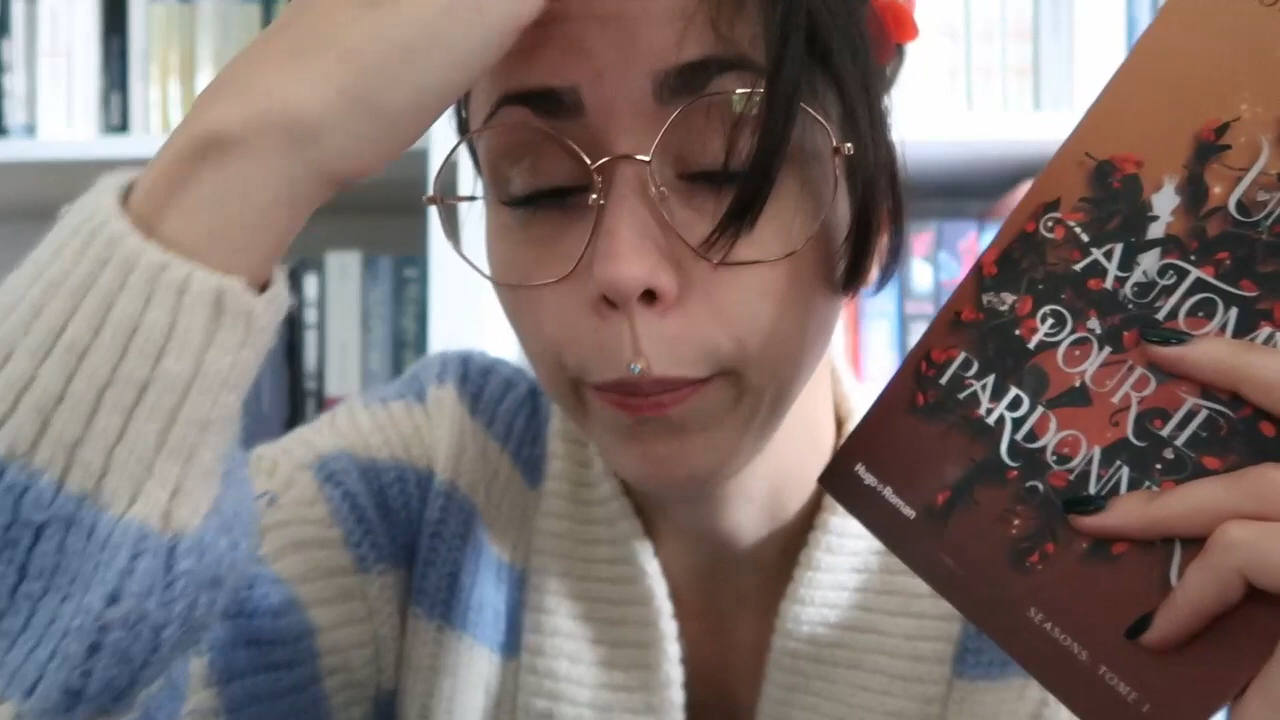 AUTOMN
POUR TE
PARDONN
Hugo Roman
SEASONS TOME 1